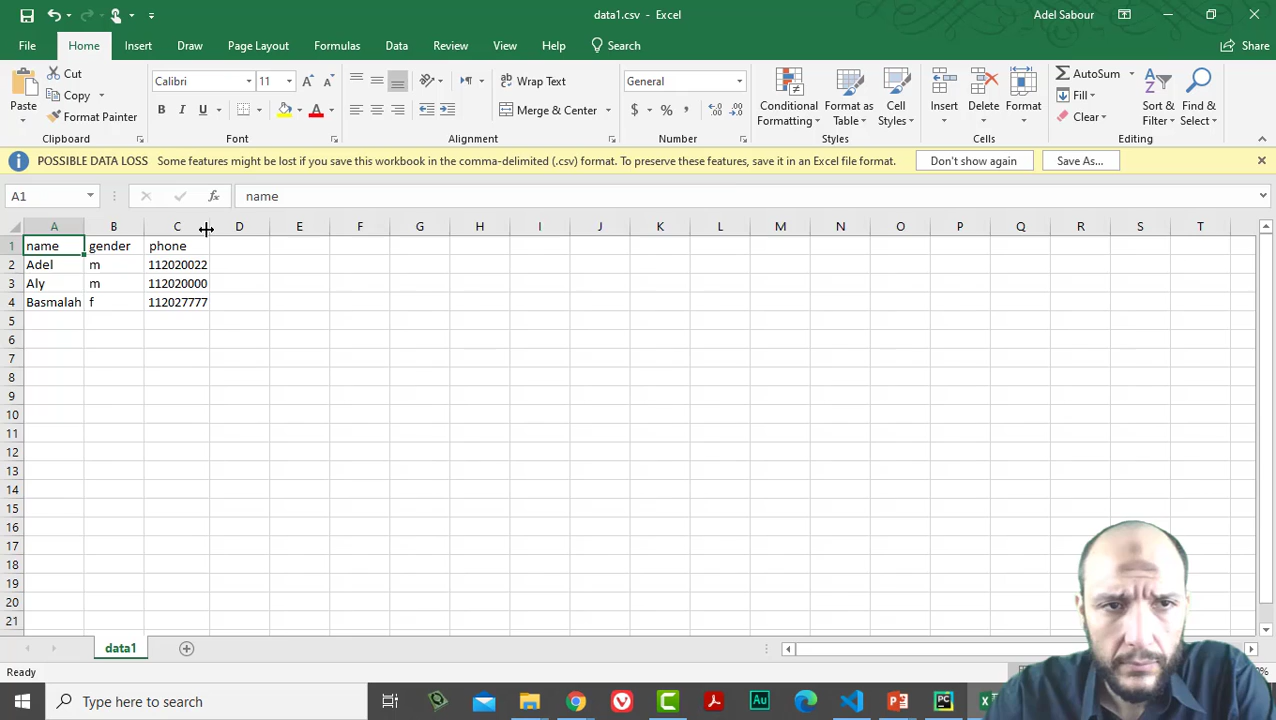 data1.csv - Excel
Adel Sabour
File Home Insert Draw Page Layout Formulas Data Review View Help Search Share
Paste
Cut
Copy
Format Painter
Clipboard
Calibri 11
B I U
Font
Wrap Text
Merge & Center
Alignment
General
$ % ,
Number
Conditional Formatting
Format as Table
Cell Styles
Styles
Insert
Delete
Format
Cells
AutoSum
Fill
Clear
Sort & Filter
Find & Select
Editing
POSSIBLE DATA LOSS Some features might be lost if you save this workbook in the comma-delimited (.csv) format. To preserve these features, save it in an Excel file format. Don't show again Save As...
A1 fx name
A B C D E F G H I J K L M N O P Q R S T
1 name gender phone
2 Adel m 112020022
3 Aly m 112020000
4 Basmalah f 112027777
5
6
7
8
9
10
11
12
13
14
15
16
17
18
19
20
21
data1
Ready
Type here to search